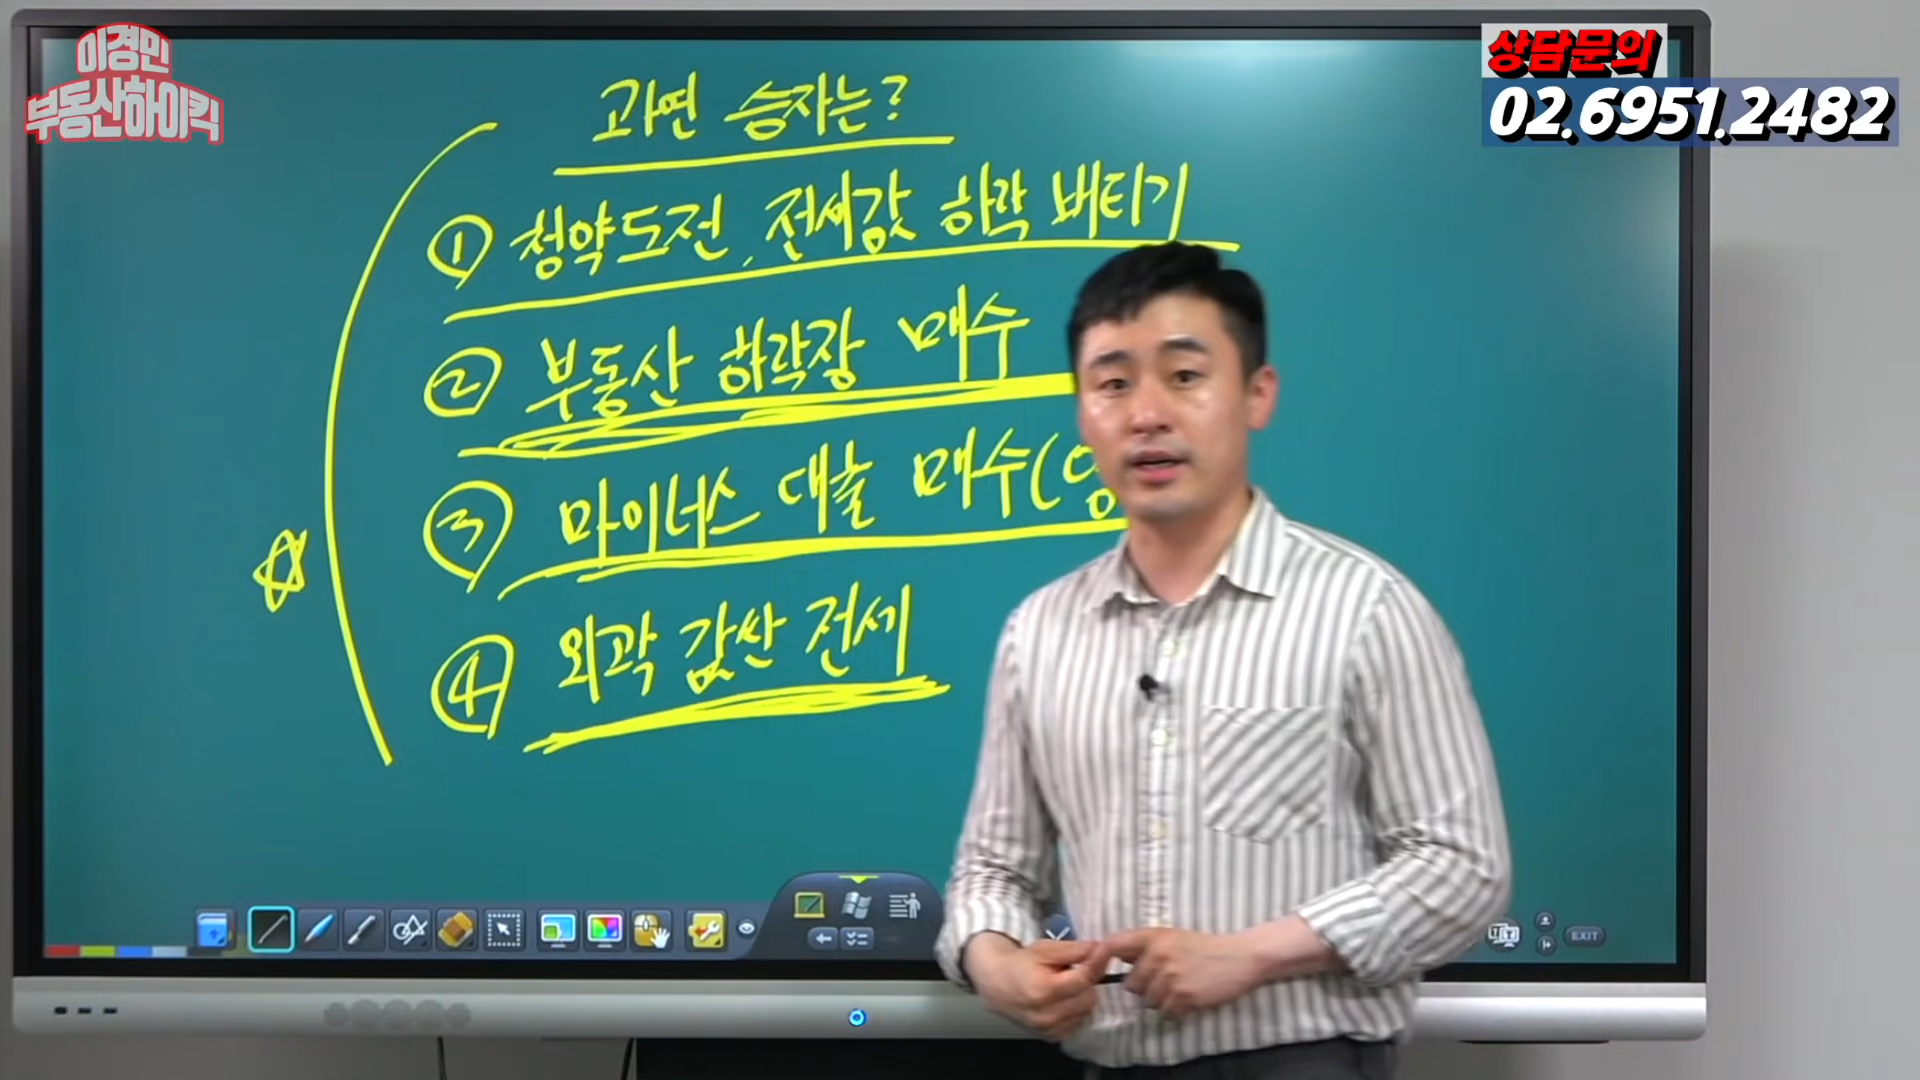 이경민
부동산하이킥
상담문의
02.6951.2482
과연 승자는?
① 청약도전, 전세값 하락 버티기
② 부동산 하락장 매수
③ 마이너스 대출 매수(영
④ 외곽 값싼 전세
EXIT